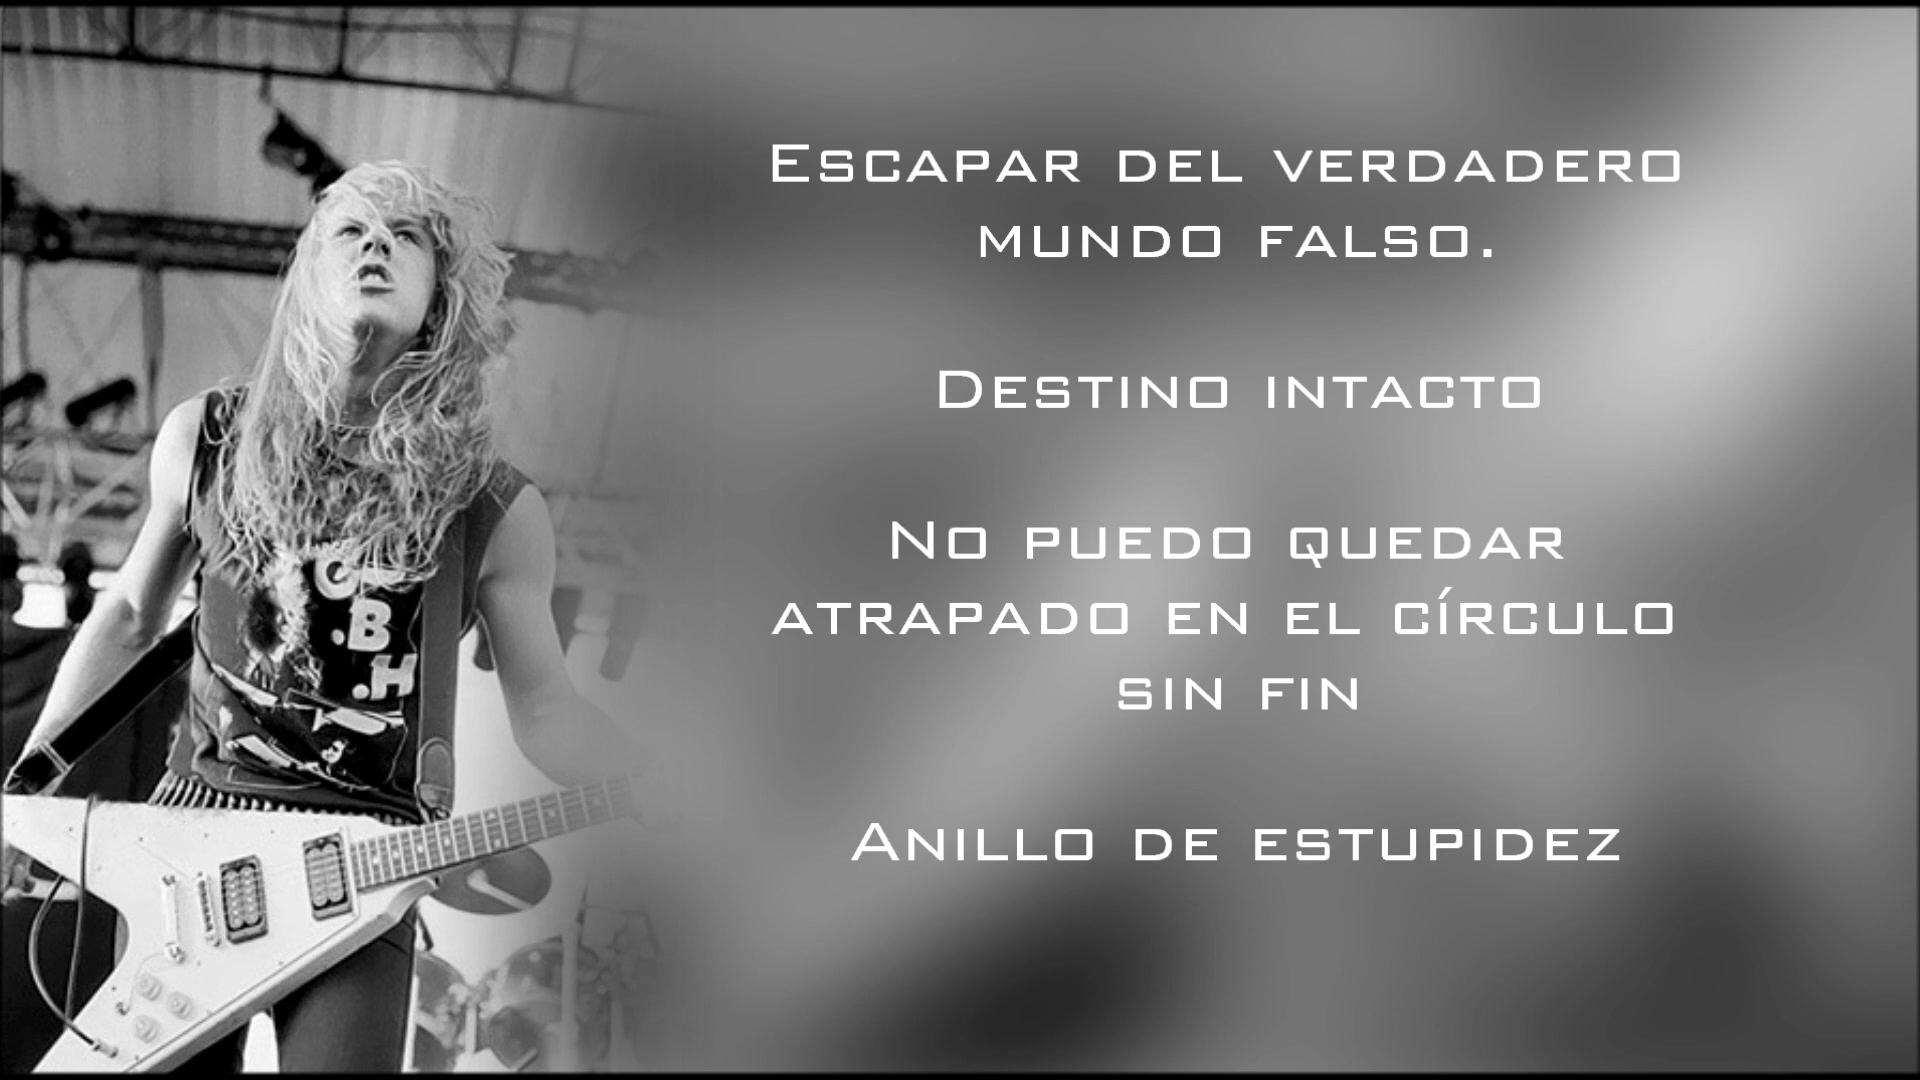 Escapar del verdadero
mundo falso.
Destino intacto
No puedo quedar
atrapado en el círculo
sin fin
Anillo de estupidez
G
.B
.H